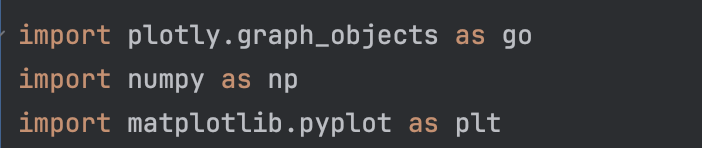 import plotly.graph_objects as go
import numpy as np
import matplotlib.pyplot as plt